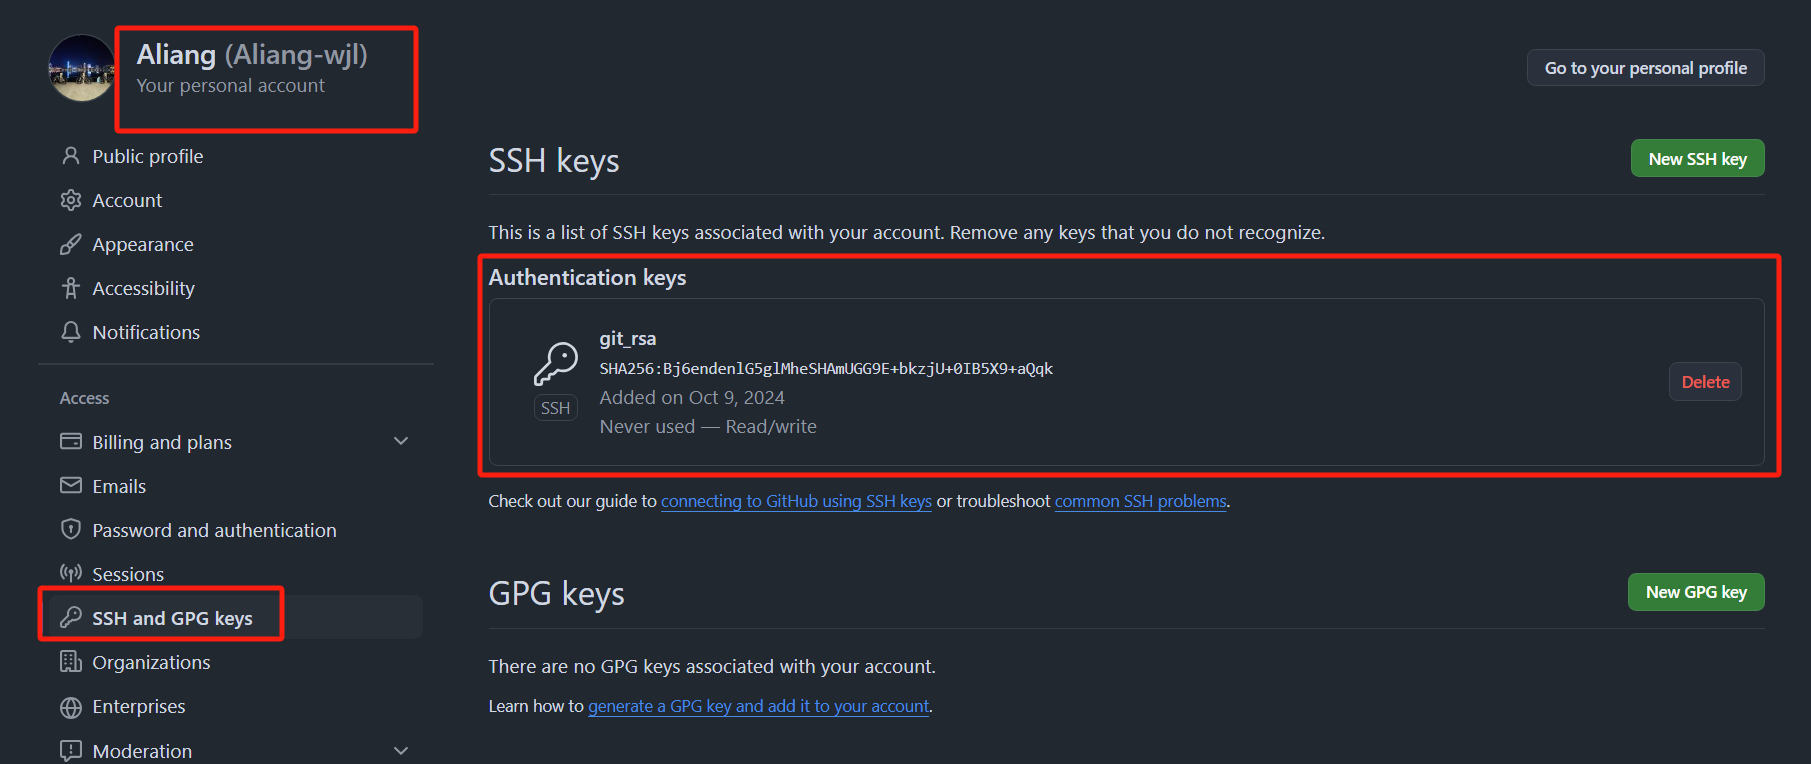 Aliang (Aliang-wjl)
Your personal account
Go to your personal profile
Public profile
Account
Appearance
Accessibility
Notifications
Access
Billing and plans
Emails
Password and authentication
Sessions
SSH and GPG keys
Organizations
Enterprises
Moderation
SSH keys
New SSH key
This is a list of SSH keys associated with your account. Remove any keys that you do not recognize.
Authentication keys
git_rsa
SHA256:Bj6endenlG5glMheSHAmUGG9E+bkzjU+0IB5X9+aQqk
Added on Oct 9, 2024
Never used — Read/write
SSH
Delete
Check out our guide to connecting to GitHub using SSH keys or troubleshoot common SSH problems.
GPG keys
New GPG key
There are no GPG keys associated with your account.
Learn how to generate a GPG key and add it to your account.